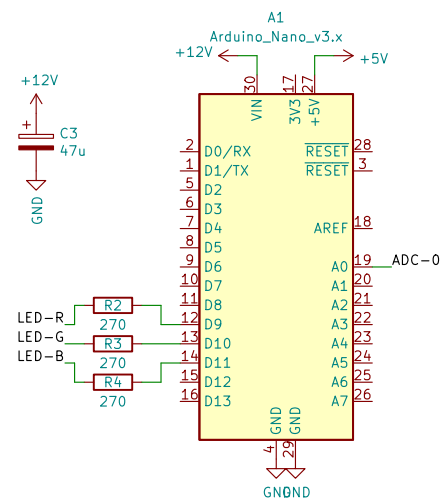 A1
Arduino_Nano_v3.x
+12V
+5V
+12V
+
C3
47u
GND
30
17
27
VIN
3V3
+5V
2 D0/RX
RESET 28
1 D1/TX
RESET 3
5 D2
6 D3
7 D4
AREF 18
8 D5
9 D6
A0 19
ADC-0
10 D7
A1 20
11 D8
A2 21
LED-R
R2
270
12 D9
A3 22
LED-G
R3
270
13 D10
A4 23
LED-B
R4
270
14 D11
A5 24
15 D12
A6 25
16 D13
A7 26
GND
GND
4
29
GND
GND